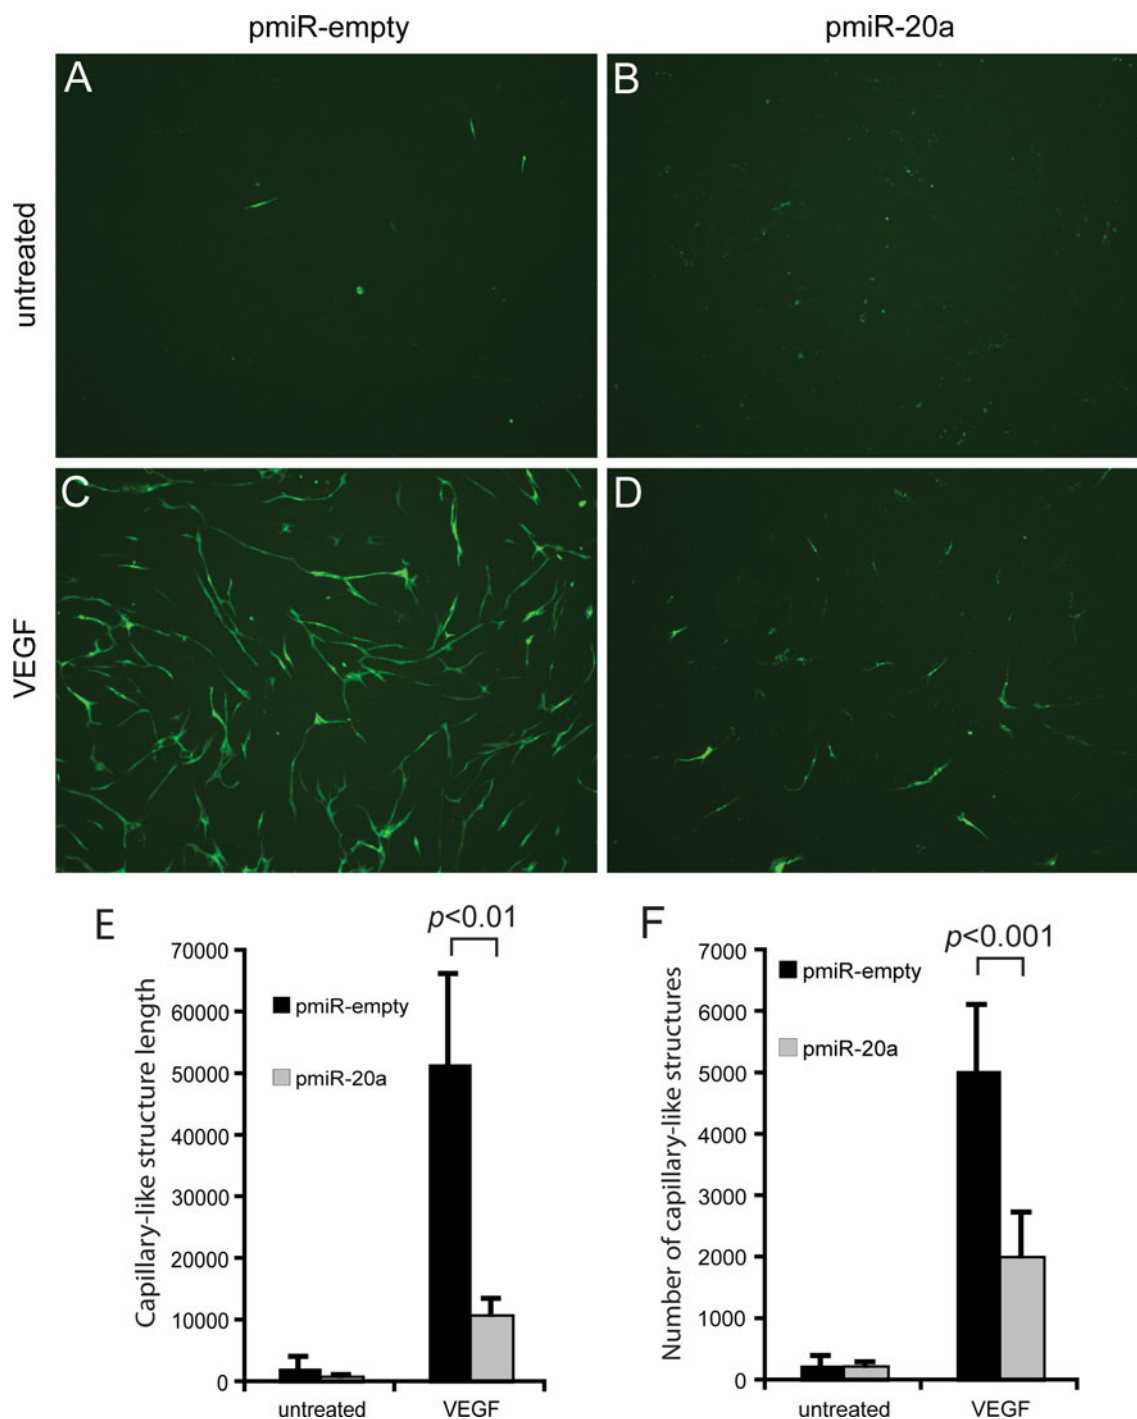 pmiR-empty
pmiR-20a
untreated
A
B
VEGF
C
D
E
p<0.01
Capillary-like structure length
70000
60000
50000
40000
30000
20000
10000
0
pmiR-empty
pmiR-20a
untreated
VEGF
F
p<0.001
Number of capillary-like structures
7000
6000
5000
4000
3000
2000
1000
0
pmiR-empty
pmiR-20a
untreated
VEGF